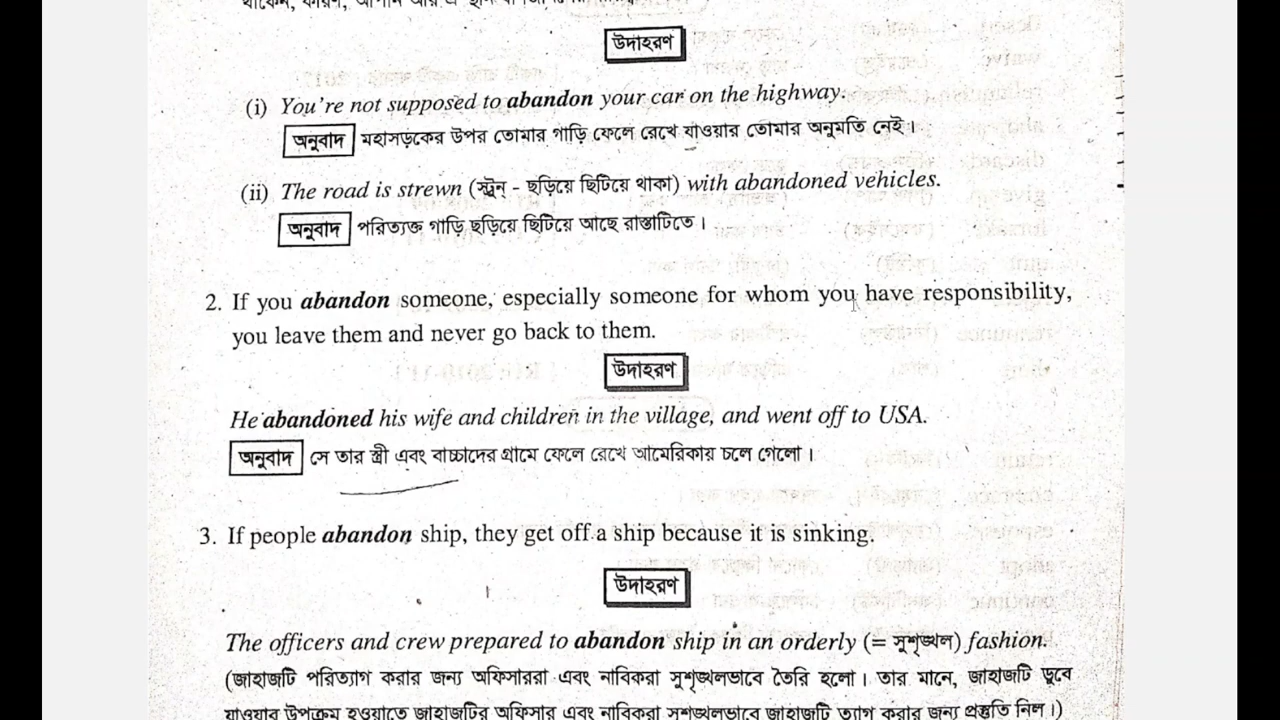 উদাহরণ
(i) You're not supposed to abandon your car on the highway.
অনুবাদ মহাসড়কের উপর তোমার গাড়ি ফেলে রেখে যাওয়ার তোমার অনুমতি নেই।
(ii) The road is strewn (স্ট্রন্ - ছড়িয়ে ছিটিয়ে থাকা) with abandoned vehicles.
অনুবাদ পরিত্যক্ত গাড়ি ছড়িয়ে ছিটিয়ে আছে রাস্তাটিতে।
2. If you abandon someone, especially someone for whom you have responsibility,
you leave them and never go back to them.
উদাহরণ
He abandoned his wife and children in the village, and went off to USA.
অনুবাদ সে তার স্ত্রী এবং বাচ্চাদের গ্রামে ফেলে রেখে আমেরিকায় চলে গেলো।
3. If people abandon ship, they get off a ship because it is sinking.
উদাহরণ
The officers and crew prepared to abandon ship in an orderly (= সুশৃঙ্খল) fashion.
(জাহাজটি পরিত্যাগ করার জন্য অফিসাররা এবং নাবিকরা সুশৃঙ্খলভাবে তৈরি হলো। তার মানে, জাহাজটি ডুবে
যাওয়ার উপক্রম হওয়াতে জাহাজটির অফিসার এবং নাবিকরা সুশৃঙ্খলভাবে জাহাজটি ত্যাগ করার জন্য প্রস্তুতি নিল।)